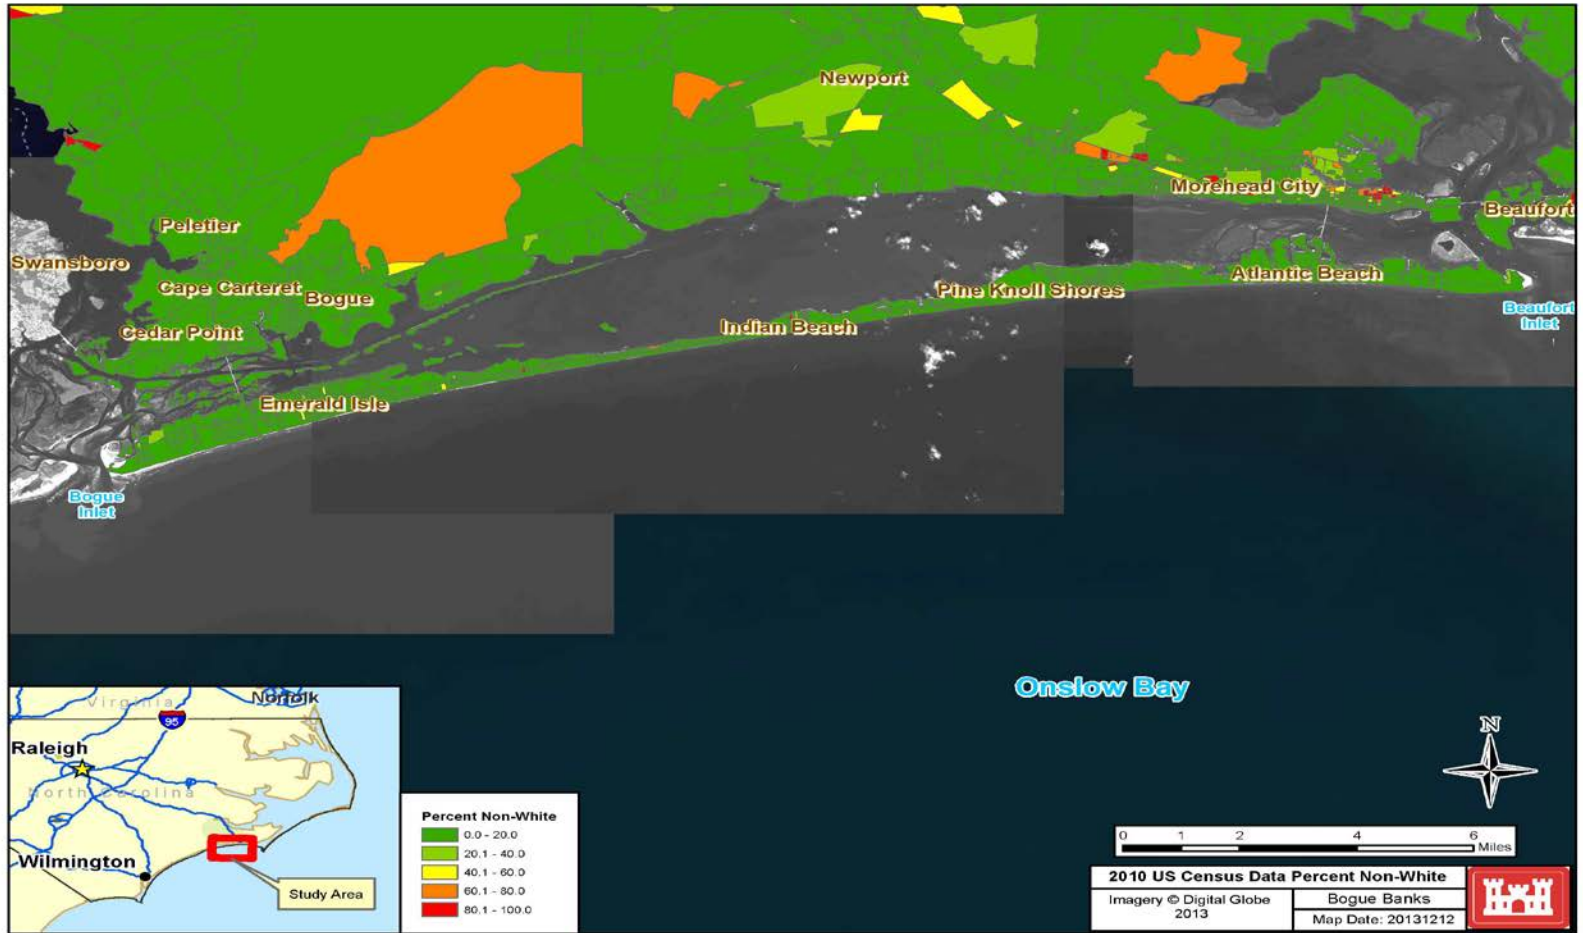 Newport
Morehead City
Beaufort
Peletier
Swansboro
Cape Carteret
Bogue
Cedar Point
Atlantic Beach
Pine Knoll Shores
Beaufort
Inlet
Indian Beach
Emerald Isle
Bogue
Inlet
Onslow Bay
N
Virginia
Norfolk
95
Raleigh
North Carolina
Wilmington
Study Area
Percent Non-White
0.0 - 20.0
20.1 - 40.0
40.1 - 60.0
60.1 - 80.0
80.1 - 100.0
0 1 2 4 6
Miles
2010 US Census Data Percent Non-White
Imagery © Digital Globe
2013
Bogue Banks
Map Date: 20131212